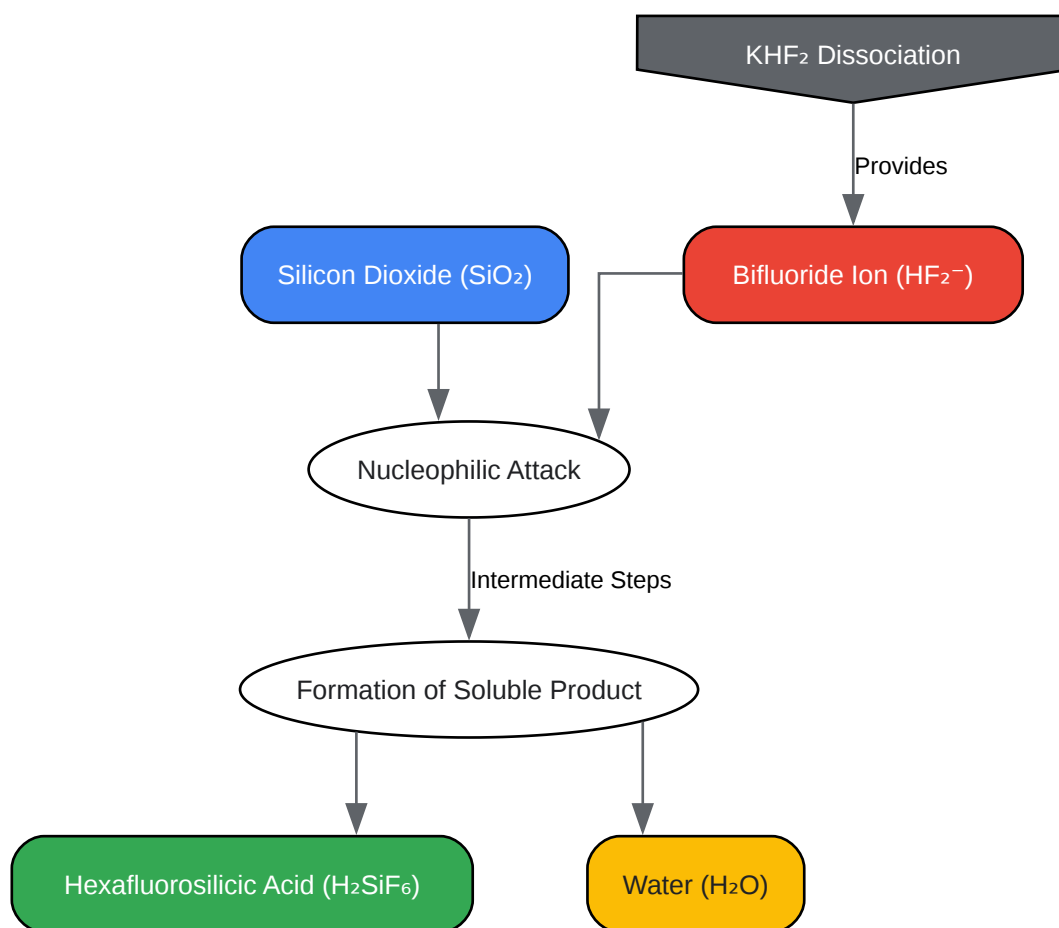 KHF₂ Dissociation
Provides
Silicon Dioxide (SiO₂)
Bifluoride Ion (HF₂⁻)
Nucleophilic Attack
Intermediate Steps
Formation of Soluble Product
Hexafluorosilicic Acid (H₂SiF₆)
Water (H₂O)